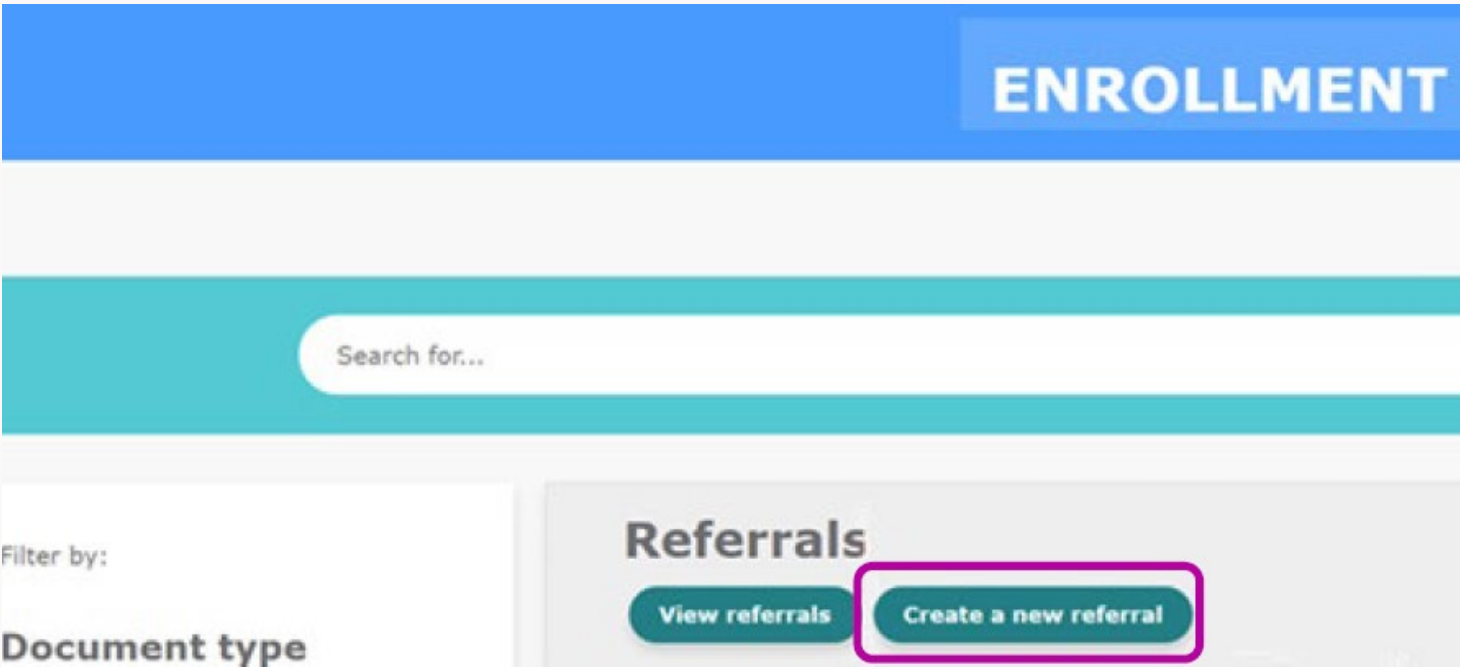 ENROLLMENT
Search for...
Filter by:
Document type
Referrals
View referrals
Create a new referral